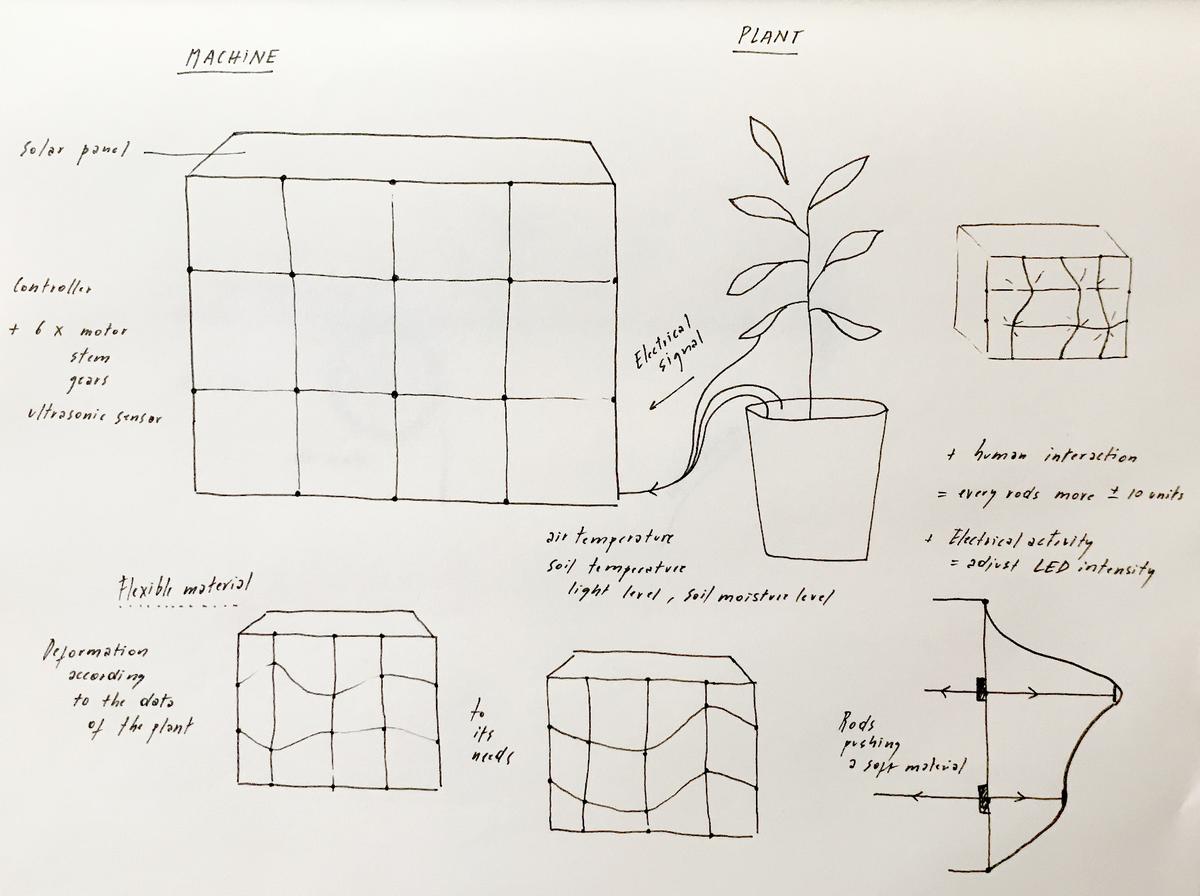 MACHINE
PLANT
Solar panel
Controller
+ 6 x motor
stem
gears
ultrasonic sensor
Electrical
signal
+ human interaction
= every rods move ± 10 units
+ Electrical activity
= adjust LED intensity
air temperature
soil temperature
light level, soil moisture level
Flexible material
Deformation
according
to the data
of the plant
to
its
needs
Rods
pushing
a soft material